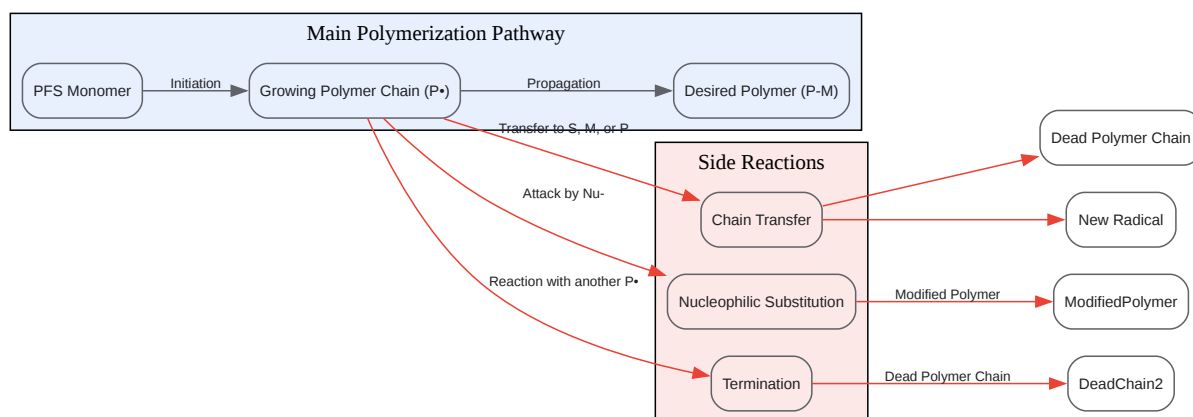 Main Polymerization Pathway
PFS Monomer
Initiation
Growing Polymer Chain (P•)
Propagation
Desired Polymer (P-M)
Transfer to S, M, or P
Side Reactions
Dead Polymer Chain
Attack by Nu-
Chain Transfer
New Radical
Reaction with another P•
Nucleophilic Substitution
Modified Polymer
ModifiedPolymer
Termination
Dead Polymer Chain
DeadChain2